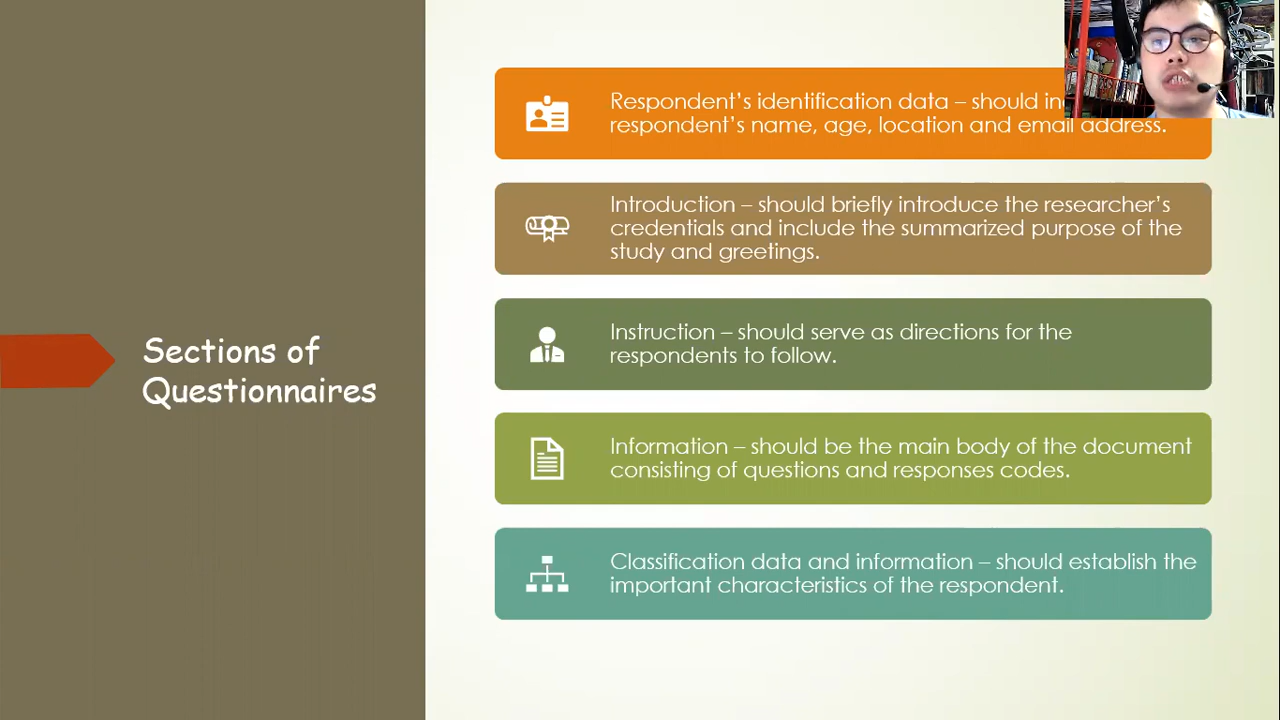 Sections of
Questionnaires
Respondent's identification data – should
respondent's name, age, location and email address.
Introduction – should briefly introduce the researcher's
credentials and include the summarized purpose of the
study and greetings.
Instruction – should serve as directions for the
respondents to follow.
Information – should be the main body of the document
consisting of questions and responses codes.
Classification data and information – should establish the
important characteristics of the respondent.